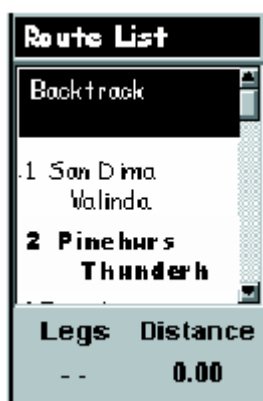 Route List
Backtrack
1 San Dima
Valinda
2 Pinehurs
Thunderh
Legs Distance
-- 0.00